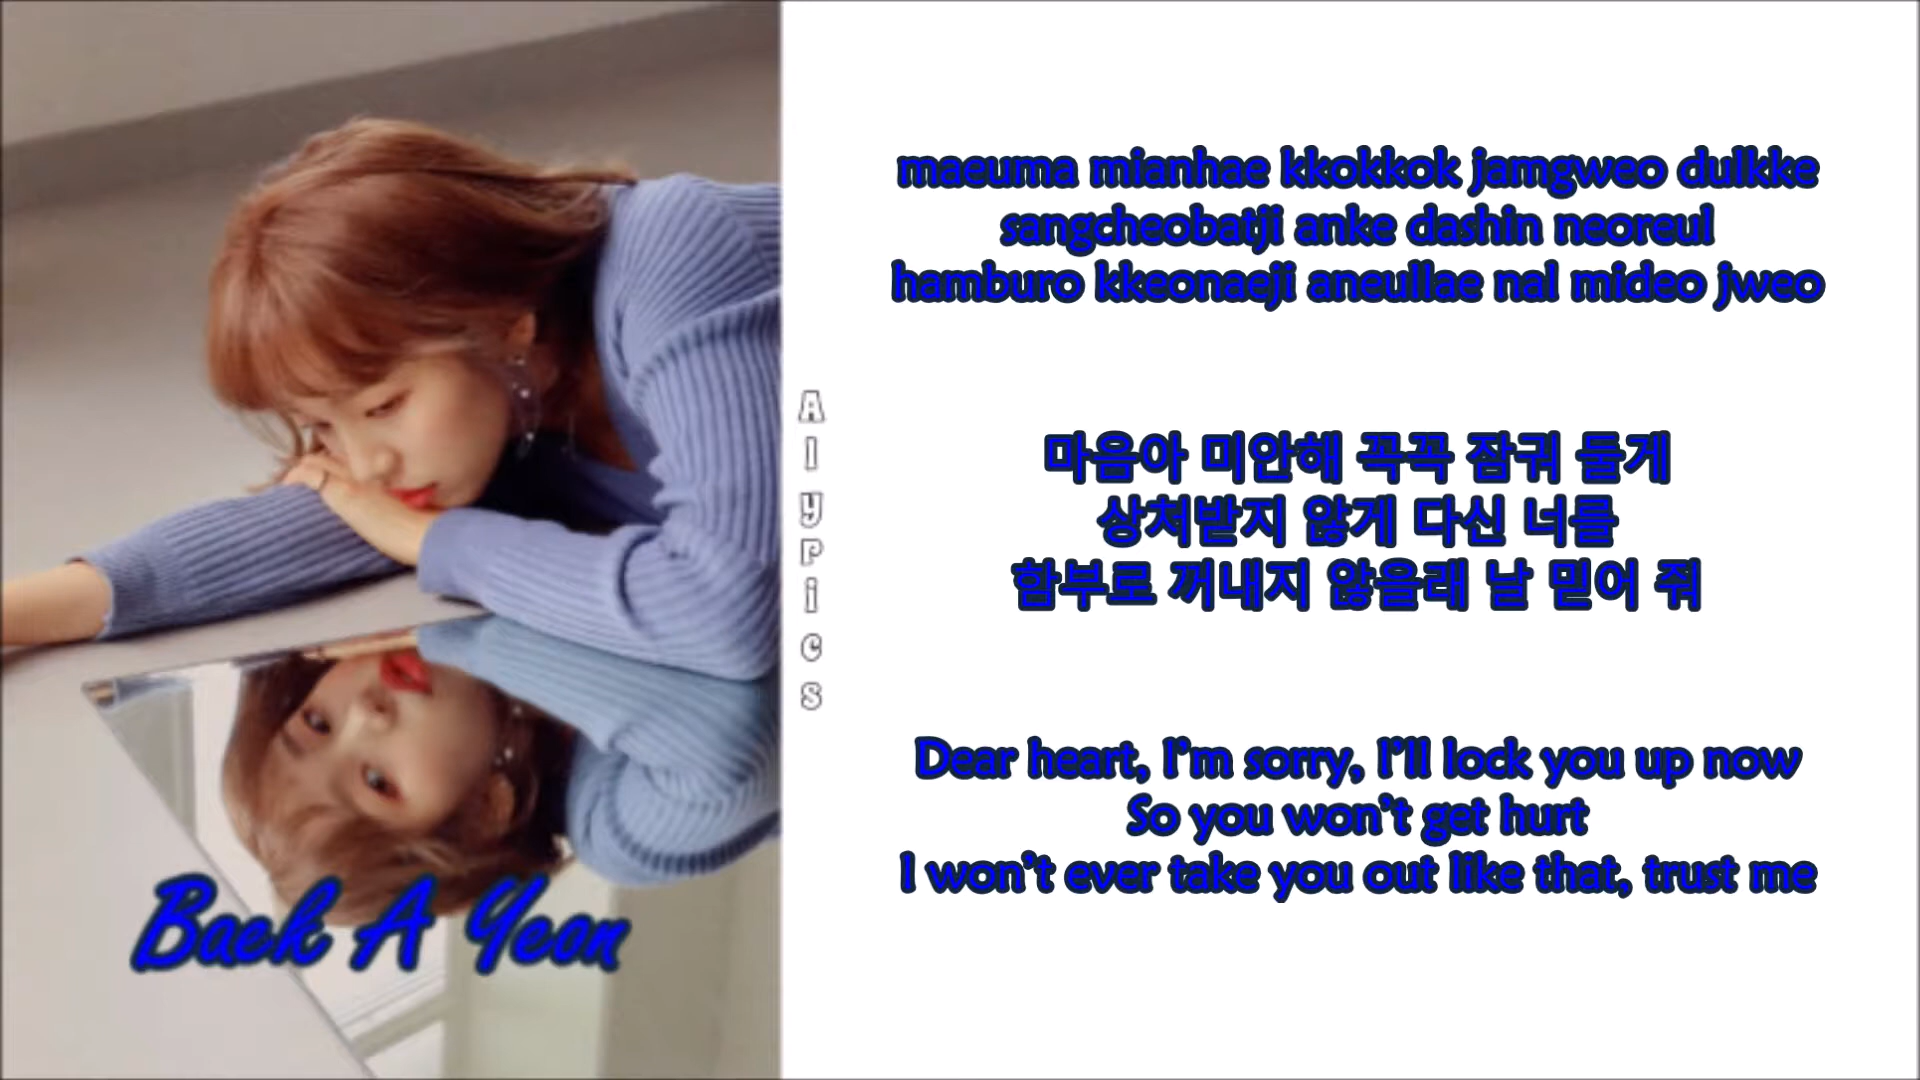 maeuma mianhae kkokkok jamgweo dulkke
sangcheobatji anke dashin neoreul
hamburo kkeonaeji aneullae nal mideo jweo
마음아 미안해 꼭꼭 잠궈 둘게
상처받지 않게 다신 너를
함부로 꺼내지 않을래 날 믿어 줘
Dear heart, I'm sorry, I'll lock you up now
So you won't get hurt
I won't ever take you out like that, trust me
Baek A Yeon
AlyPics